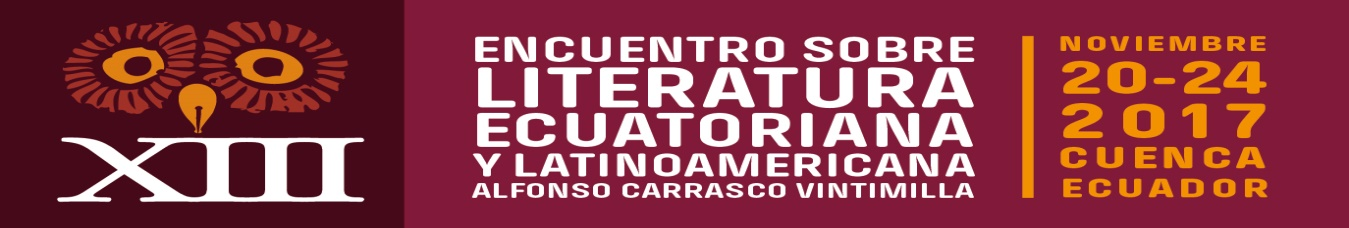 XIII
ENCUENTRO SOBRE
LITERATURA
ECUATORIANA
Y LATINOAMERICANA
ALFONSO CARRASCO VINTIMILLA
NOVIEMBRE
20-24
2017
CUENCA
ECUADOR